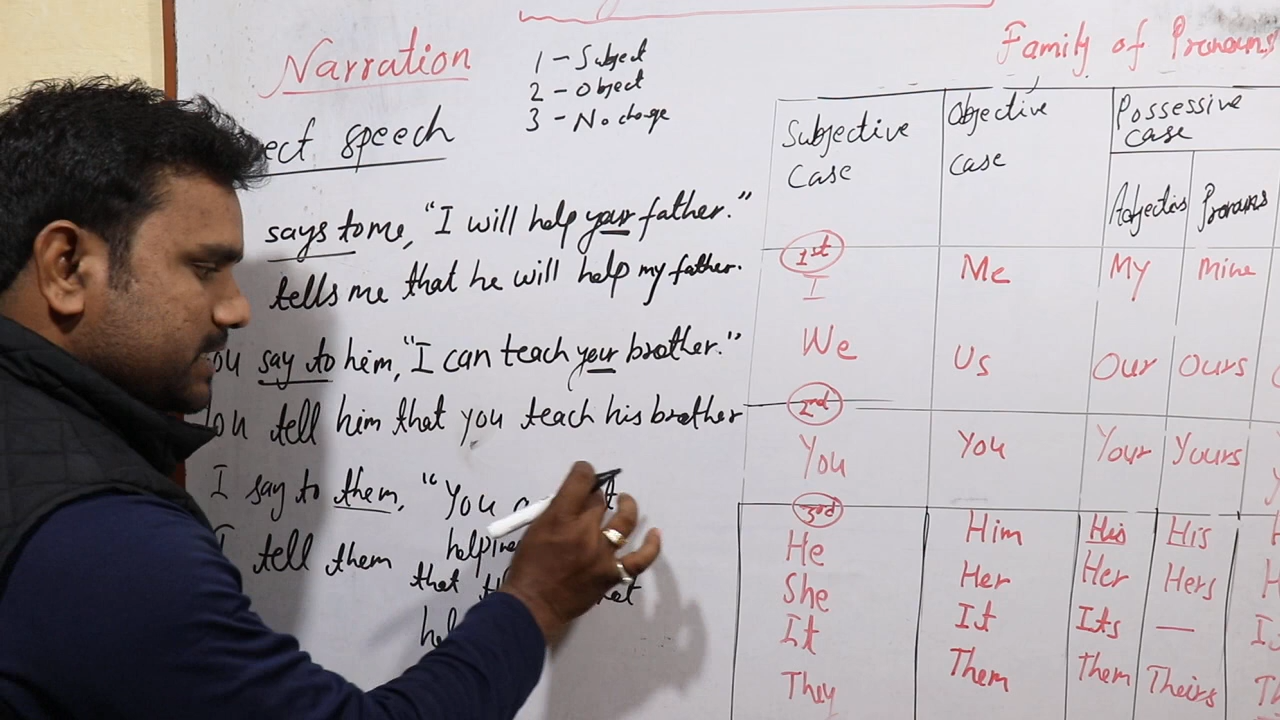 Narration
1 - Subject
2 - Object
3 - No change
ect speech
says to me, "I will help your father."
tells me that he will help my father.
ou say to him, "I can teach your brother."
You tell him that you teach his brother
I say to them, "You
I tell them
that
Family of Pronouns
Subjective Case
Objective Case
Possessive Case
Adjectives Pronouns
1st
I Me My Mine
We Us Our Ours
2nd
You You Your Yours
3rd
He Him His His
She Her Her Hers
It It Its —
They Them Them Theirs